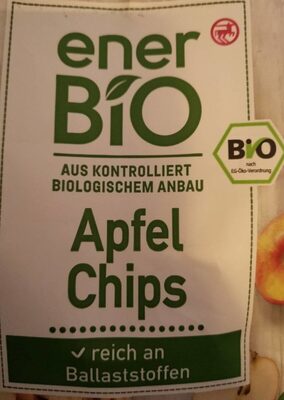 ener
BiO
AUS KONTROLLIERT
BIOLOGISCHEM ANBAU
Bio
nach
EG-Öko-Verordnung
Apfel
Chips
reich an
Ballaststoffen